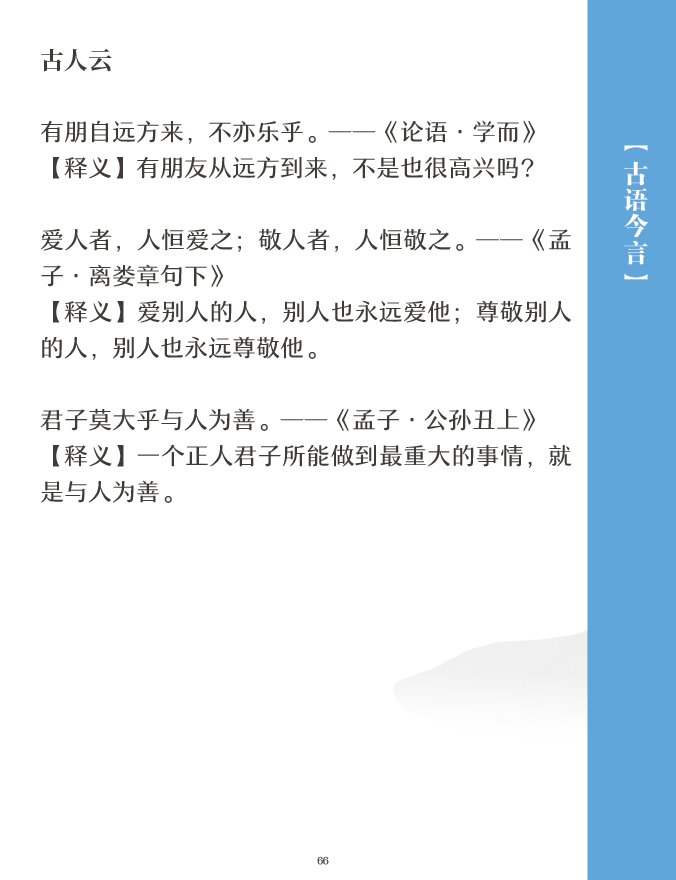 古人云
有朋自远方来，不亦乐乎。——《论语·学而》
【释义】有朋友从远方到来，不是也很高兴吗？
爱人者，人恒爱之；敬人者，人恒敬之。——《孟
子·离娄章句下》
【释义】爱别人的人，别人也永远爱他；尊敬别人
的人，别人也永远尊敬他。
君子莫大乎与人为善。——《孟子·公孙丑上》
【释义】一个正人君子所能做到最重大的事情，就
是与人为善。
【古语今言】
66